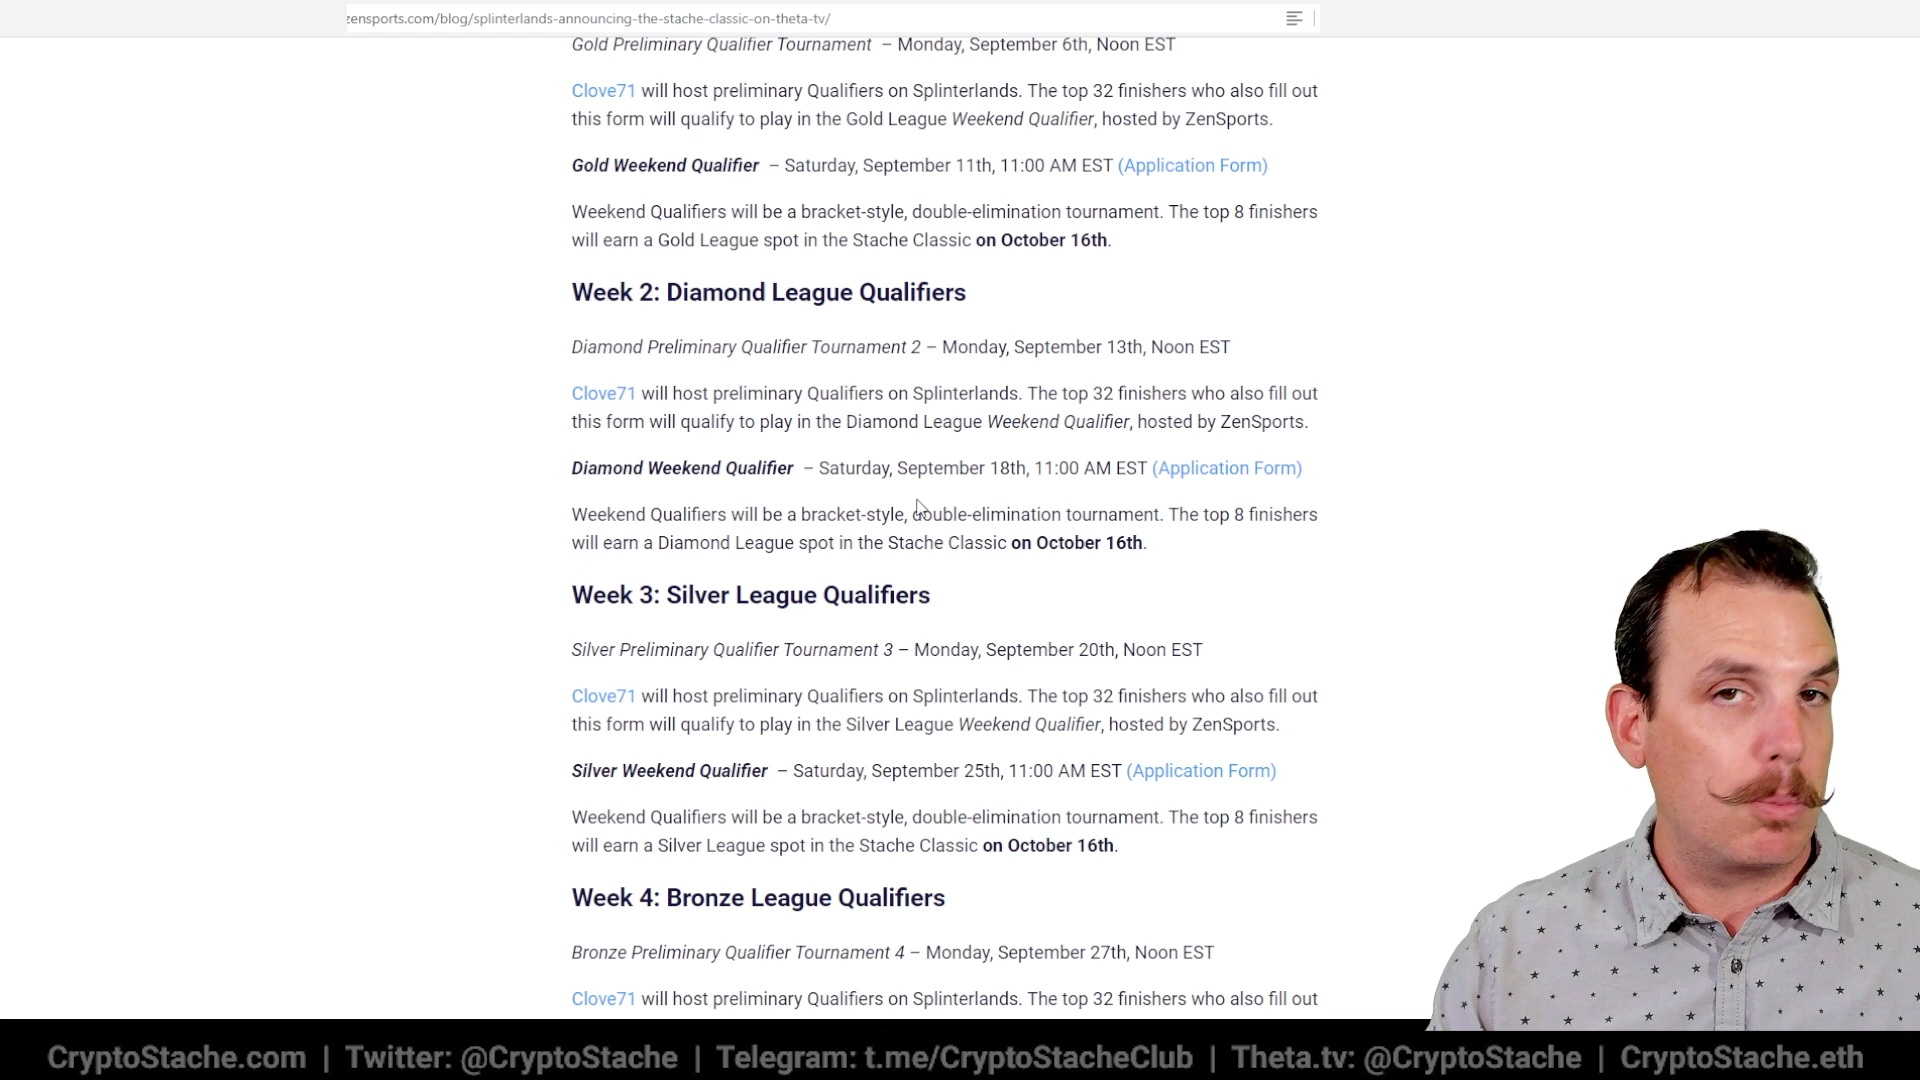 zensports.com/blog/splinterlands-announcing-the-stache-classic-on-theta-tv/
Gold Preliminary Qualifier Tournament – Monday, September 6th, Noon EST
Clove71 will host preliminary Qualifiers on Splinterlands. The top 32 finishers who also fill out
this form will qualify to play in the Gold League Weekend Qualifier, hosted by ZenSports.
Gold Weekend Qualifier – Saturday, September 11th, 11:00 AM EST (Application Form)
Weekend Qualifiers will be a bracket-style, double-elimination tournament. The top 8 finishers
will earn a Gold League spot in the Stache Classic on October 16th.
Week 2: Diamond League Qualifiers
Diamond Preliminary Qualifier Tournament 2 – Monday, September 13th, Noon EST
Clove71 will host preliminary Qualifiers on Splinterlands. The top 32 finishers who also fill out
this form will qualify to play in the Diamond League Weekend Qualifier, hosted by ZenSports.
Diamond Weekend Qualifier – Saturday, September 18th, 11:00 AM EST (Application Form)
Weekend Qualifiers will be a bracket-style, double-elimination tournament. The top 8 finishers
will earn a Diamond League spot in the Stache Classic on October 16th.
Week 3: Silver League Qualifiers
Silver Preliminary Qualifier Tournament 3 – Monday, September 20th, Noon EST
Clove71 will host preliminary Qualifiers on Splinterlands. The top 32 finishers who also fill out
this form will qualify to play in the Silver League Weekend Qualifier, hosted by ZenSports.
Silver Weekend Qualifier – Saturday, September 25th, 11:00 AM EST (Application Form)
Weekend Qualifiers will be a bracket-style, double-elimination tournament. The top 8 finishers
will earn a Silver League spot in the Stache Classic on October 16th.
Week 4: Bronze League Qualifiers
Bronze Preliminary Qualifier Tournament 4 – Monday, September 27th, Noon EST
Clove71 will host preliminary Qualifiers on Splinterlands. The top 32 finishers who also fill out
CryptoStache.com | Twitter: @CryptoStache | Telegram: t.me/CryptoStacheClub | Theta.tv: @CryptoStache | CryptoStache.eth